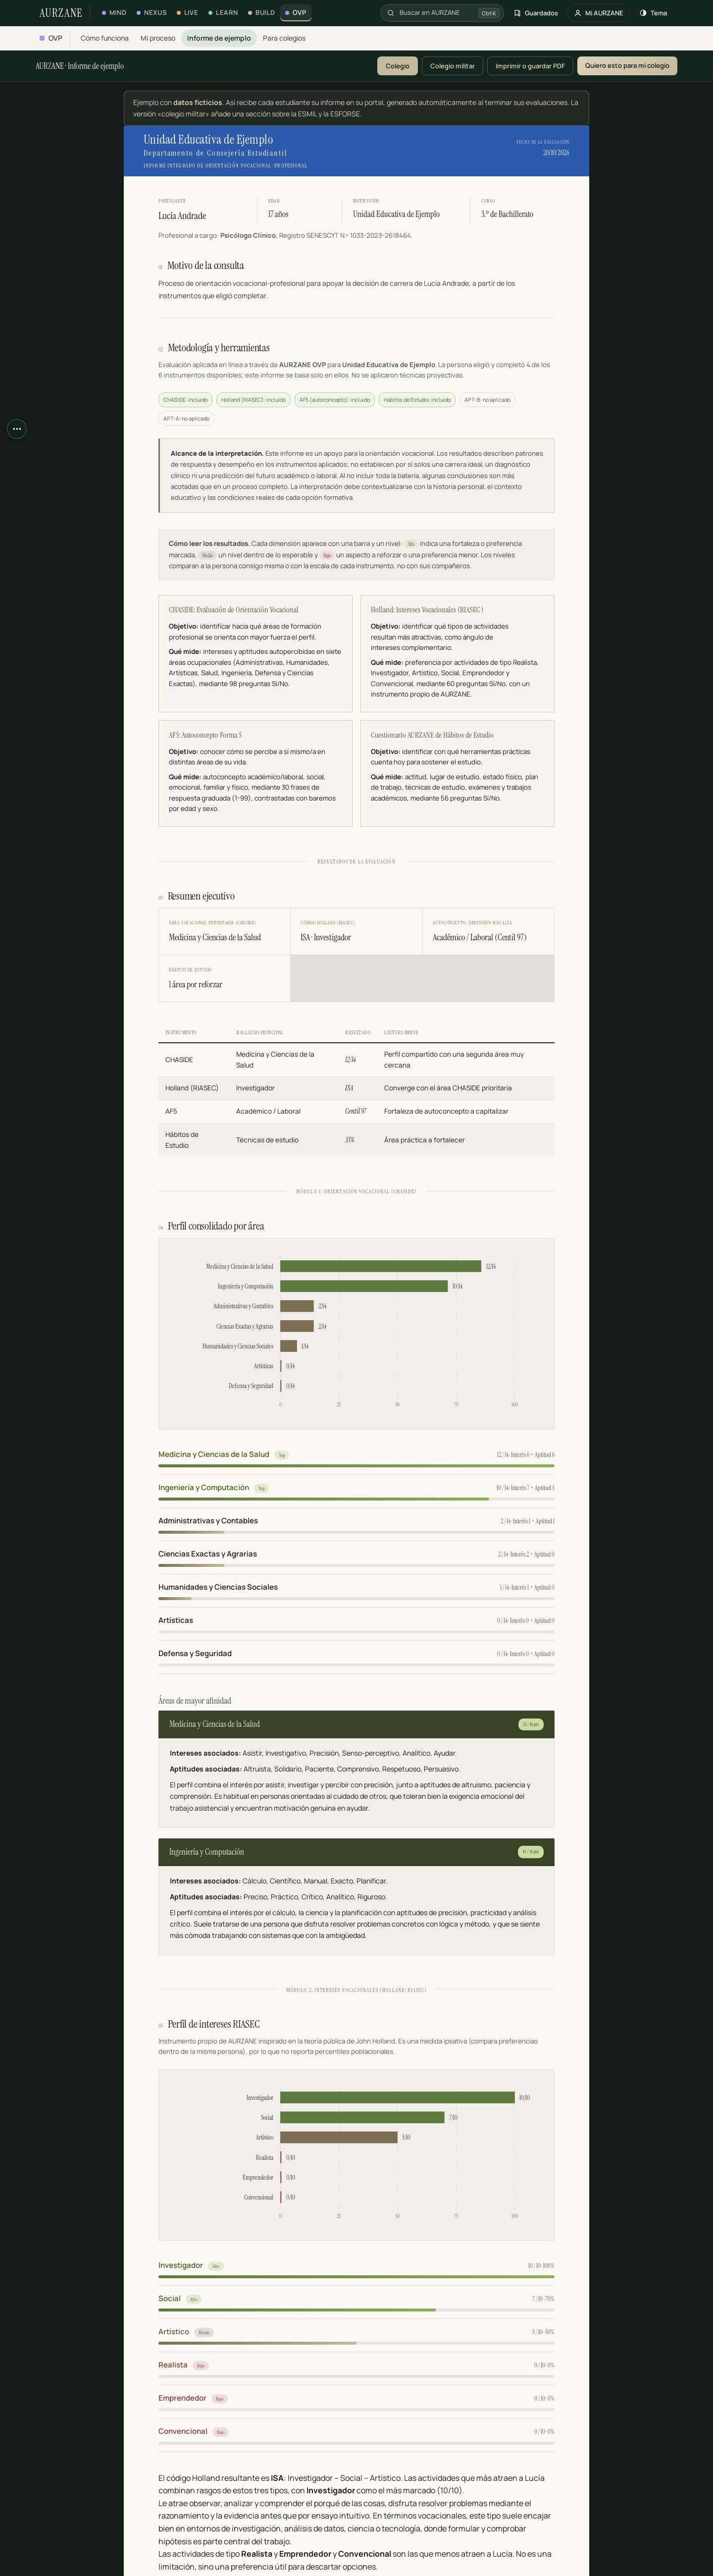 AURZANE MIND NEXUS LIVE LEARN BUILD OVP Buscar en AURZANE Ctrl K Guardados Mi AURZANE Tema
OVP Cómo funciona Mi proceso Informe de ejemplo Para colegios
AURZANE · Informe de ejemplo Colegio Colegio militar Imprimir o guardar PDF Quiero esto para mi colegio
Ejemplo con datos ficticios. Así recibe cada estudiante su informe en su portal, generado automáticamente al terminar sus evaluaciones. La
versión «colegio militar» añade una sección sobre la ESMIL y la ESFORSE.
Unidad Educativa de Ejemplo
Departamento de Consejería Estudiantil
INFORME INTEGRADO DE ORIENTACIÓN VOCACIONAL-PROFESIONAL
FECHA DE LA EVALUACIÓN
20/10/2026
POSTULANTE EDAD INSTITUCIÓN CURSO
Lucía Andrade 17 años Unidad Educativa de Ejemplo 3.º de Bachillerato
Profesional a cargo: Psicólogo Clínico, Registro SENESCYT N.º 1033-2023-2618464.
01 Motivo de la consulta
Proceso de orientación vocacional-profesional para apoyar la decisión de carrera de Lucía Andrade, a partir de los
instrumentos que eligió completar.
02 Metodología y herramientas
Evaluación aplicada en línea a través de AURZANE OVP para Unidad Educativa de Ejemplo. La persona eligió y completó 4 de los
6 instrumentos disponibles; este informe se basa solo en ellos. No se aplicaron técnicas proyectivas.
CHASIDE: incluido Holland (RIASEC): incluido AF5 (autoconcepto): incluido Hábitos de Estudio: incluido APT-B: no aplicado
APT-A: no aplicado
Alcance de la interpretación. Este informe es un apoyo para la orientación vocacional. Los resultados describen patrones
de respuesta y desempeño en los instrumentos aplicados; no establecen por sí solos una carrera ideal, un diagnóstico
clínico ni una predicción del futuro académico o laboral. Al no incluir toda la batería, algunas conclusiones son más
acotadas que en un proceso completo. La interpretación debe contextualizarse con la historia personal, el contexto
educativo y las condiciones reales de cada opción formativa.
Cómo leer los resultados. Cada dimensión aparece con una barra y un nivel: Alto indica una fortaleza o preferencia
marcada, Medio un nivel dentro de lo esperable y Bajo un aspecto a reforzar o una preferencia menor. Los niveles
comparan a la persona consigo misma o con la escala de cada instrumento, no con sus compañeros.
CHASIDE: Evaluación de Orientación Vocacional
Objetivo: identificar hacia qué áreas de formación
profesional se orienta con mayor fuerza el perfil.
Qué mide: intereses y aptitudes autopercibidas en siete
áreas ocupacionales (Administrativas, Humanidades,
Artísticas, Salud, Ingeniería, Defensa y Ciencias
Exactas), mediante 98 preguntas Sí/No.
Holland: Intereses Vocacionales (RIASEC)
Objetivo: identificar qué tipos de actividades
resultan más atractivas, como ángulo de
intereses complementario.
Qué mide: preferencia por actividades de tipo Realista,
Investigador, Artístico, Social, Emprendedor y
Convencional, mediante 60 preguntas Sí/No, con un
instrumento propio de AURZANE.
AF5: Autoconcepto Forma 5
Objetivo: conocer cómo se percibe a sí mismo/a en
distintas áreas de su vida.
Qué mide: autoconcepto académico/laboral, social,
emocional, familiar y físico, mediante 30 frases de
respuesta graduada (1-99), contrastadas con baremos
por edad y sexo.
Cuestionario AURZANE de Hábitos de Estudio
Objetivo: identificar con qué herramientas prácticas
cuenta hoy para sostener el estudio.
Qué mide: actitud, lugar de estudio, estado físico, plan
de trabajo, técnicas de estudio, exámenes y trabajos
académicos, mediante 56 preguntas Sí/No.
RESULTADOS DE LA EVALUACIÓN
03 Resumen ejecutivo
ÁREA VOCACIONAL PRIORITARIA (CHASIDE) CÓDIGO HOLLAND (RIASEC) AUTOCONCEPTO: DIMENSIÓN MÁS ALTA
Medicina y Ciencias de la Salud ISA · Investigador Académico / Laboral (Centil 97)
HÁBITOS DE ESTUDIO
1 área por reforzar
INSTRUMENTO HALLAZGO PRINCIPAL RESULTADO LECTURA BREVE
CHASIDE Medicina y Ciencias de la Salud 12/14 Perfil compartido con una segunda área muy cercana
Holland (RIASEC) Investigador ISA Converge con el área CHASIDE prioritaria
AF5 Académico / Laboral Centil 97 Fortaleza de autoconcepto a capitalizar
Hábitos de Estudio Técnicas de estudio 33% Área práctica a fortalecer
MÓDULO 1: ORIENTACIÓN VOCACIONAL (CHASIDE)
04 Perfil consolidado por área
Medicina y Ciencias de la Salud 12/14
Ingeniería y Computación 10/14
Administrativas y Contables 2/14
Ciencias Exactas y Agrarias 2/14
Humanidades y Ciencias Sociales 1/14
Artísticas 0/14
Defensa y Seguridad 0/14
0 25 50 75 100
Medicina y Ciencias de la Salud Top 12 / 14 · Interés 6 + Aptitud 6
Ingeniería y Computación Top 10 / 14 · Interés 7 + Aptitud 3
Administrativas y Contables 2 / 14 · Interés 1 + Aptitud 1
Ciencias Exactas y Agrarias 2 / 14 · Interés 2 + Aptitud 0
Humanidades y Ciencias Sociales 1 / 14 · Interés 1 + Aptitud 0
Artísticas 0 / 14 · Interés 0 + Aptitud 0
Defensa y Seguridad 0 / 14 · Interés 0 + Aptitud 0
Áreas de mayor afinidad
Medicina y Ciencias de la Salud
Intereses asociados: Asistir, Investigativo, Precisión, Senso-perceptivo, Analítico, Ayudar.
Aptitudes asociadas: Altruista, Solidario, Paciente, Comprensivo, Respetuoso, Persuasivo.
El perfil combina el interés por asistir, investigar y percibir con precisión, junto a aptitudes de altruismo, paciencia y
comprensión. Es habitual en personas orientadas al cuidado de otros, que toleran bien la exigencia emocional del
trabajo asistencial y encuentran motivación genuina en ayudar.
Ingeniería y Computación
Intereses asociados: Cálculo, Científico, Manual, Exacto, Planificar.
Aptitudes asociadas: Preciso, Práctico, Crítico, Analítico, Riguroso.
El perfil combina el interés por el cálculo, la ciencia y la planificación con aptitudes de precisión, practicidad y análisis
crítico. Suele tratarse de una persona que disfruta resolver problemas concretos con lógica y método, y que se siente
más cómoda trabajando con sistemas que con la ambigüedad.
MÓDULO 2: INTERESES VOCACIONALES (HOLLAND/RIASEC)
05 Perfil de intereses RIASEC
Instrumento propio de AURZANE inspirado en la teoría pública de John Holland. Es una medida ipsativa (compara preferencias
dentro de la misma persona), por lo que no reporta percentiles poblacionales.
Investigador 10/10
Social 7/10
Artístico 5/10
Realista 0/10
Emprendedor 0/10
Convencional 0/10
0 25 50 75 100
Investigador Alto 10 / 10 · 100%
Social Alto 7 / 10 · 70%
Artístico Medio 5 / 10 · 50%
Realista Bajo 0 / 10 · 0%
Emprendedor Bajo 0 / 10 · 0%
Convencional Bajo 0 / 10 · 0%
El código Holland resultante es ISA: Investigador – Social – Artístico. Las actividades que más atraen a Lucía
combinan rasgos de estos tres tipos, con Investigador como el más marcado (10/10).
Le atrae observar, analizar y comprender el porqué de las cosas, disfruta resolver problemas mediante el
razonamiento y la evidencia antes que por ensayo intuitivo. En términos vocacionales, este tipo suele encajar
bien en entornos de investigación, análisis de datos, ciencia o tecnología, donde formular y comprobar
hipótesis es parte central del trabajo.
Las actividades de tipo Realista y Emprendedor y Convencional son las que menos atraen a Lucía. No es una
limitación, sino una preferencia útil para descartar opciones.